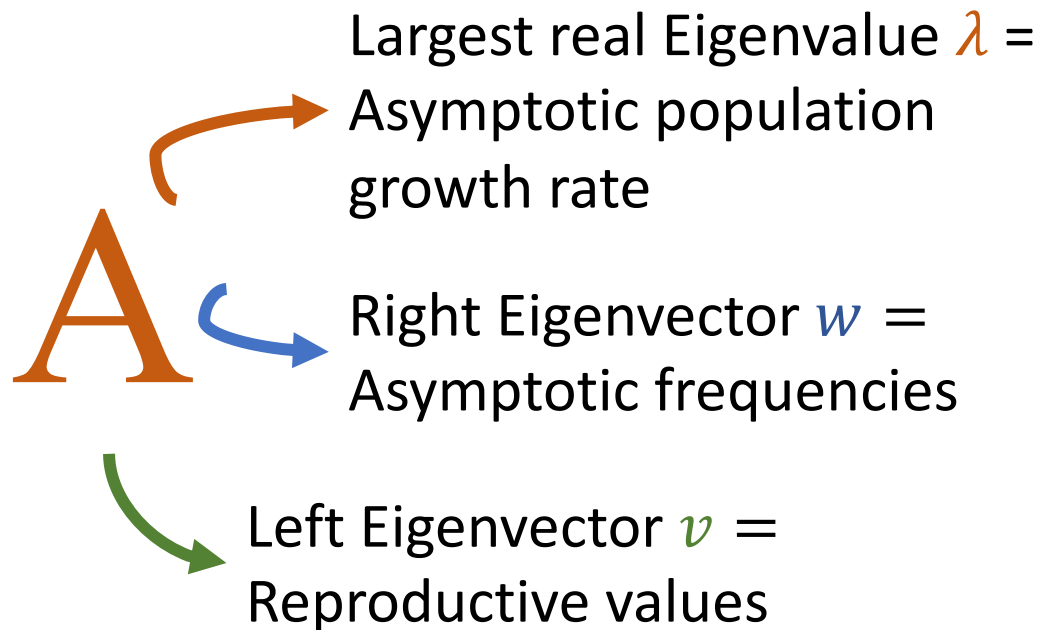 Largest real Eigenvalue λ =
Asymptotic population
growth rate
A
Right Eigenvector w =
Asymptotic frequencies
Left Eigenvector v =
Reproductive values